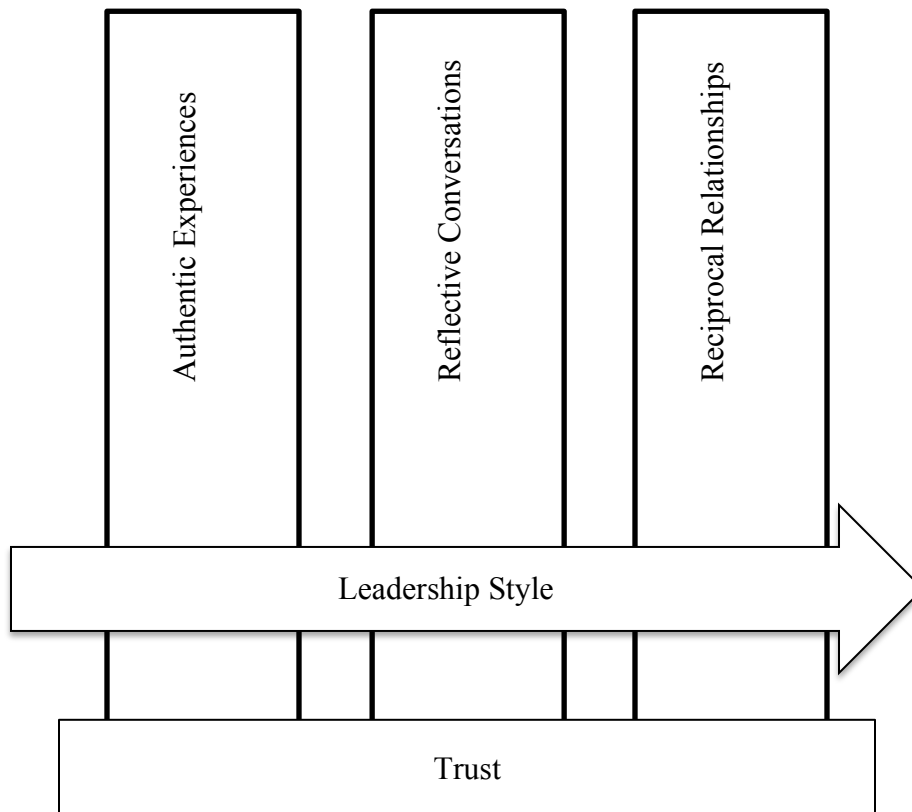 Authentic Experiences
Reflective Conversations
Reciprocal Relationships
Leadership Style
Trust